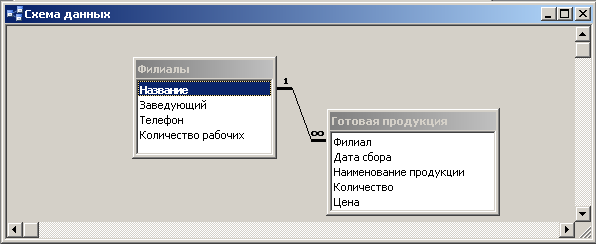 Схема данных
Филиалы
Название
Заведующий
Телефон
Количество рабочих
1
∞
Готовая продукция
Филиал
Дата сбора
Наименование продукции
Количество
Цена